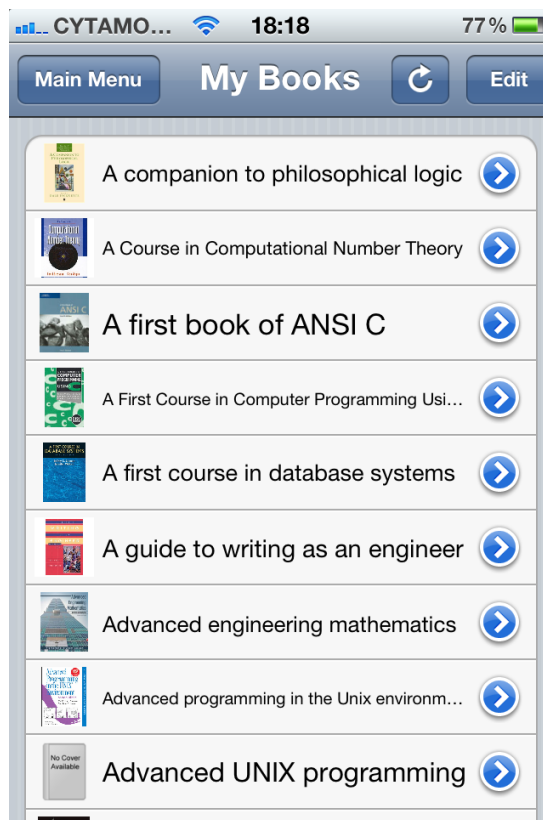 CYTAMO... 18:18 77%
Main Menu My Books Edit
A companion to philosophical logic
A Course in Computational Number Theory
A first book of ANSI C
ANSI C
A First Course in Computer Programming Usi...
A first course in database systems
A guide to writing as an engineer
Advanced engineering mathematics
Advanced programming in the Unix environm...
No Cover
Available
Advanced UNIX programming